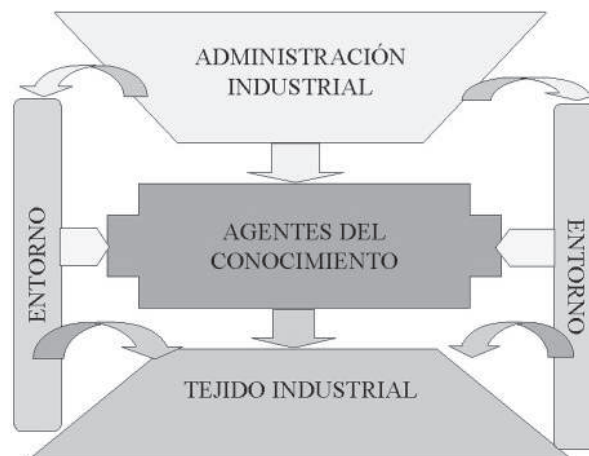 ADMINISTRACIÓN
INDUSTRIAL
ENTORNO
AGENTES DEL
CONOCIMIENTO
ENTORNO
TEJIDO INDUSTRIAL